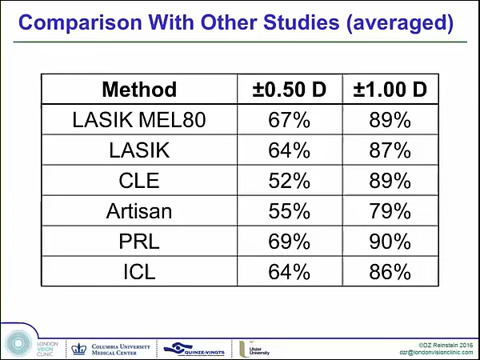 Comparison With Other Studies (averaged)
Method ±0.50 D ±1.00 D
LASIK MEL80 67% 89%
LASIK 64% 87%
CLE 52% 89%
Artisan 55% 79%
PRL 69% 90%
ICL 64% 86%
LONDON
VISION
CLINIC
COLUMBIA UNIVERSITY
MEDICAL CENTER
QUINZE-VINGTS
Ulster
University
©DZ Reinstein 2016
dzr@londonvisionclinic.com